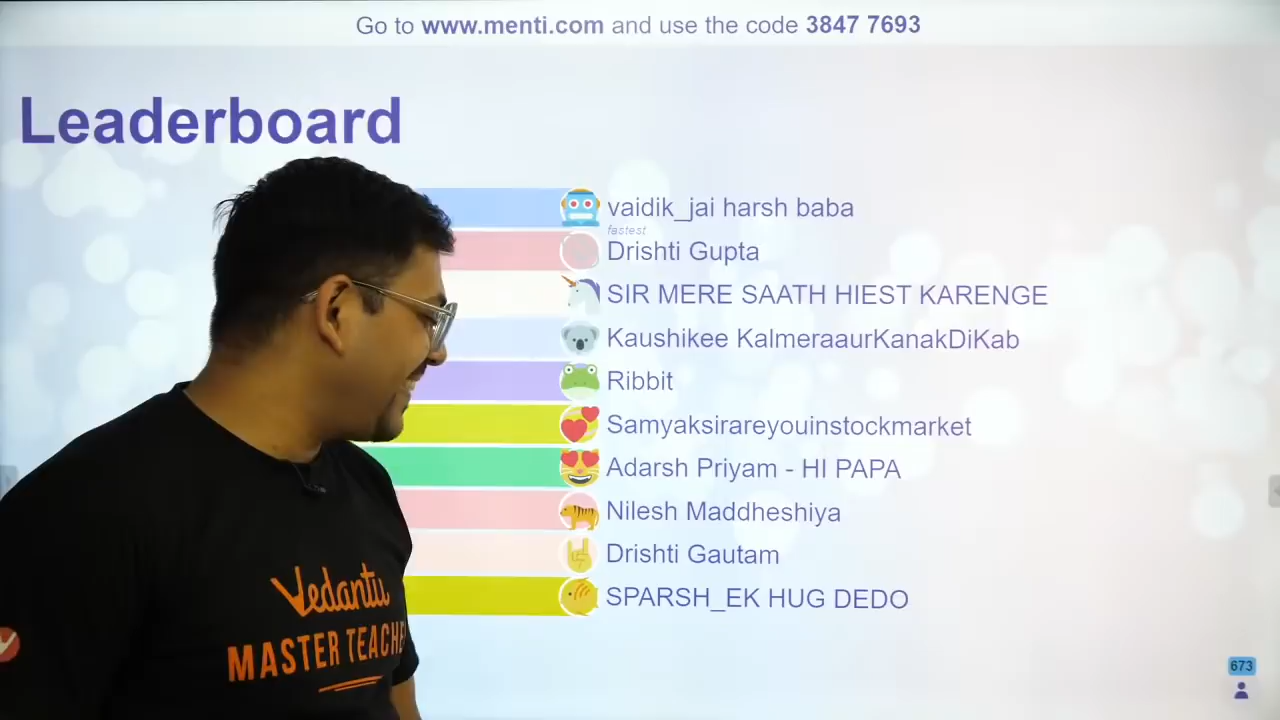 Go to www.menti.com and use the code 3847 7693
Leaderboard
vaidik_jai harsh baba
fastest
Drishti Gupta
SIR MERE SAATH HIEST KARENGE
Kaushikee KalmeraaurKanakDiKab
Ribbit
Samyaksirareyouinstockmarket
Adarsh Priyam - HI PAPA
Nilesh Maddheshiya
Drishti Gautam
SPARSH_EK HUG DEDO
Vedantu
MASTER TEACHE
673